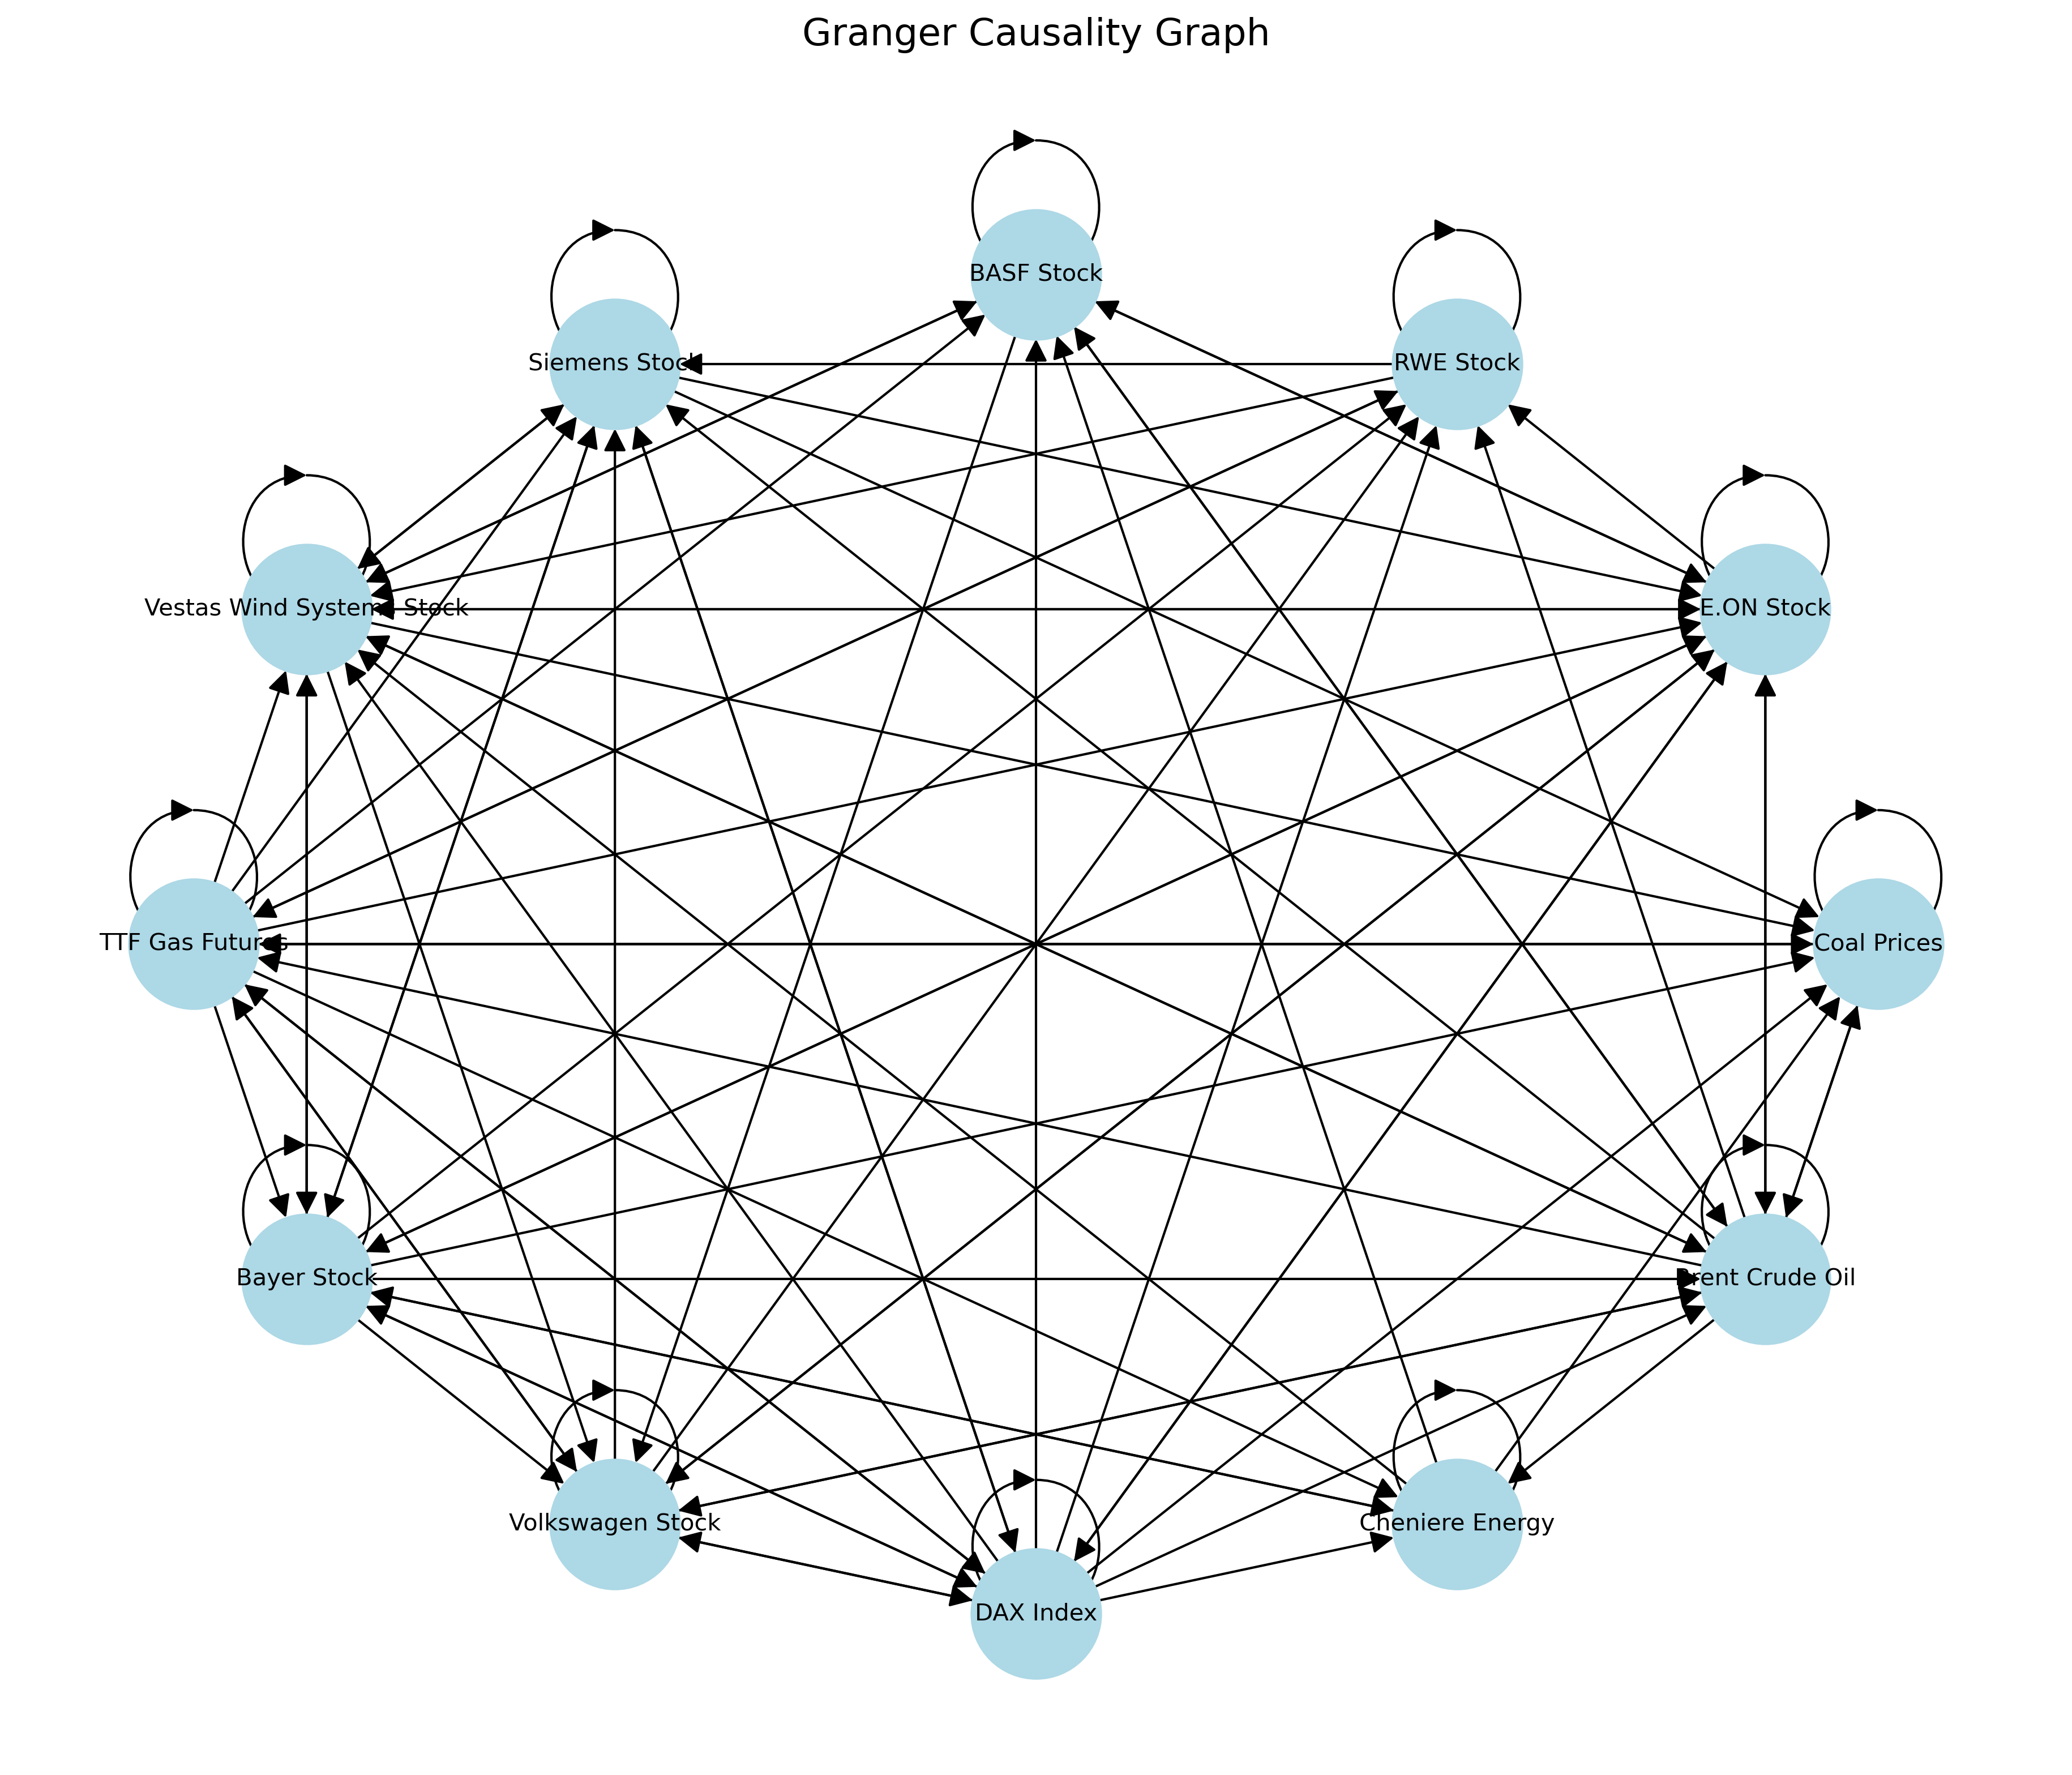 Granger Causality Graph
BASF Stock
Siemens Stock
RWE Stock
Vestas Wind Systems Stock
E.ON Stock
TTF Gas Futures
Coal Prices
Bayer Stock
Brent Crude Oil
Volkswagen Stock
Cheniere Energy
DAX Index